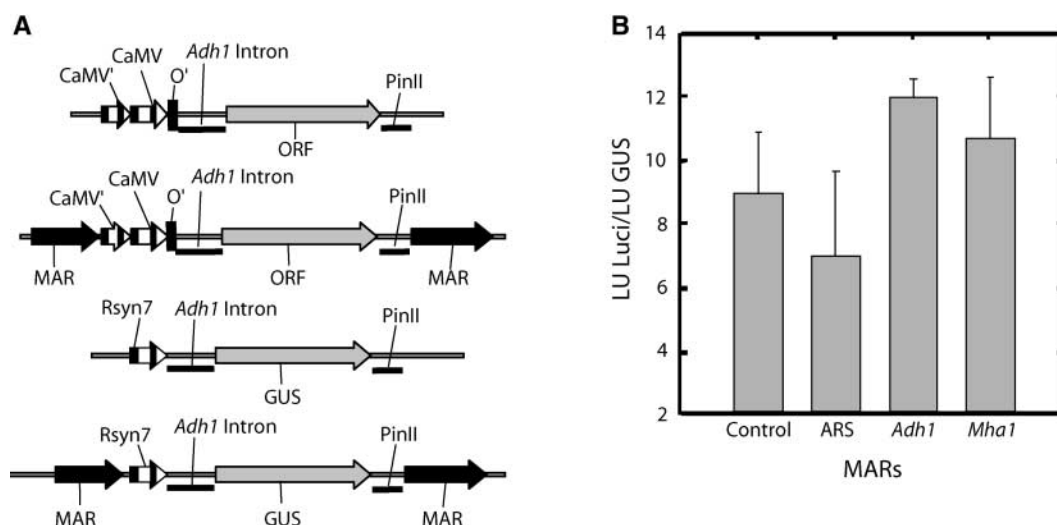 A
CaMV' CaMV O' Adh1 Intron PinII
ORF
CaMV' CaMV O' Adh1 Intron PinII
MAR ORF MAR
Rsyn7 Adh1 Intron PinII
GUS
Rsyn7 Adh1 Intron PinII
MAR GUS MAR
B
LU Luci/LU GUS
14
12
10
8
6
4
2
Control ARS Adh1 Mha1
MARs